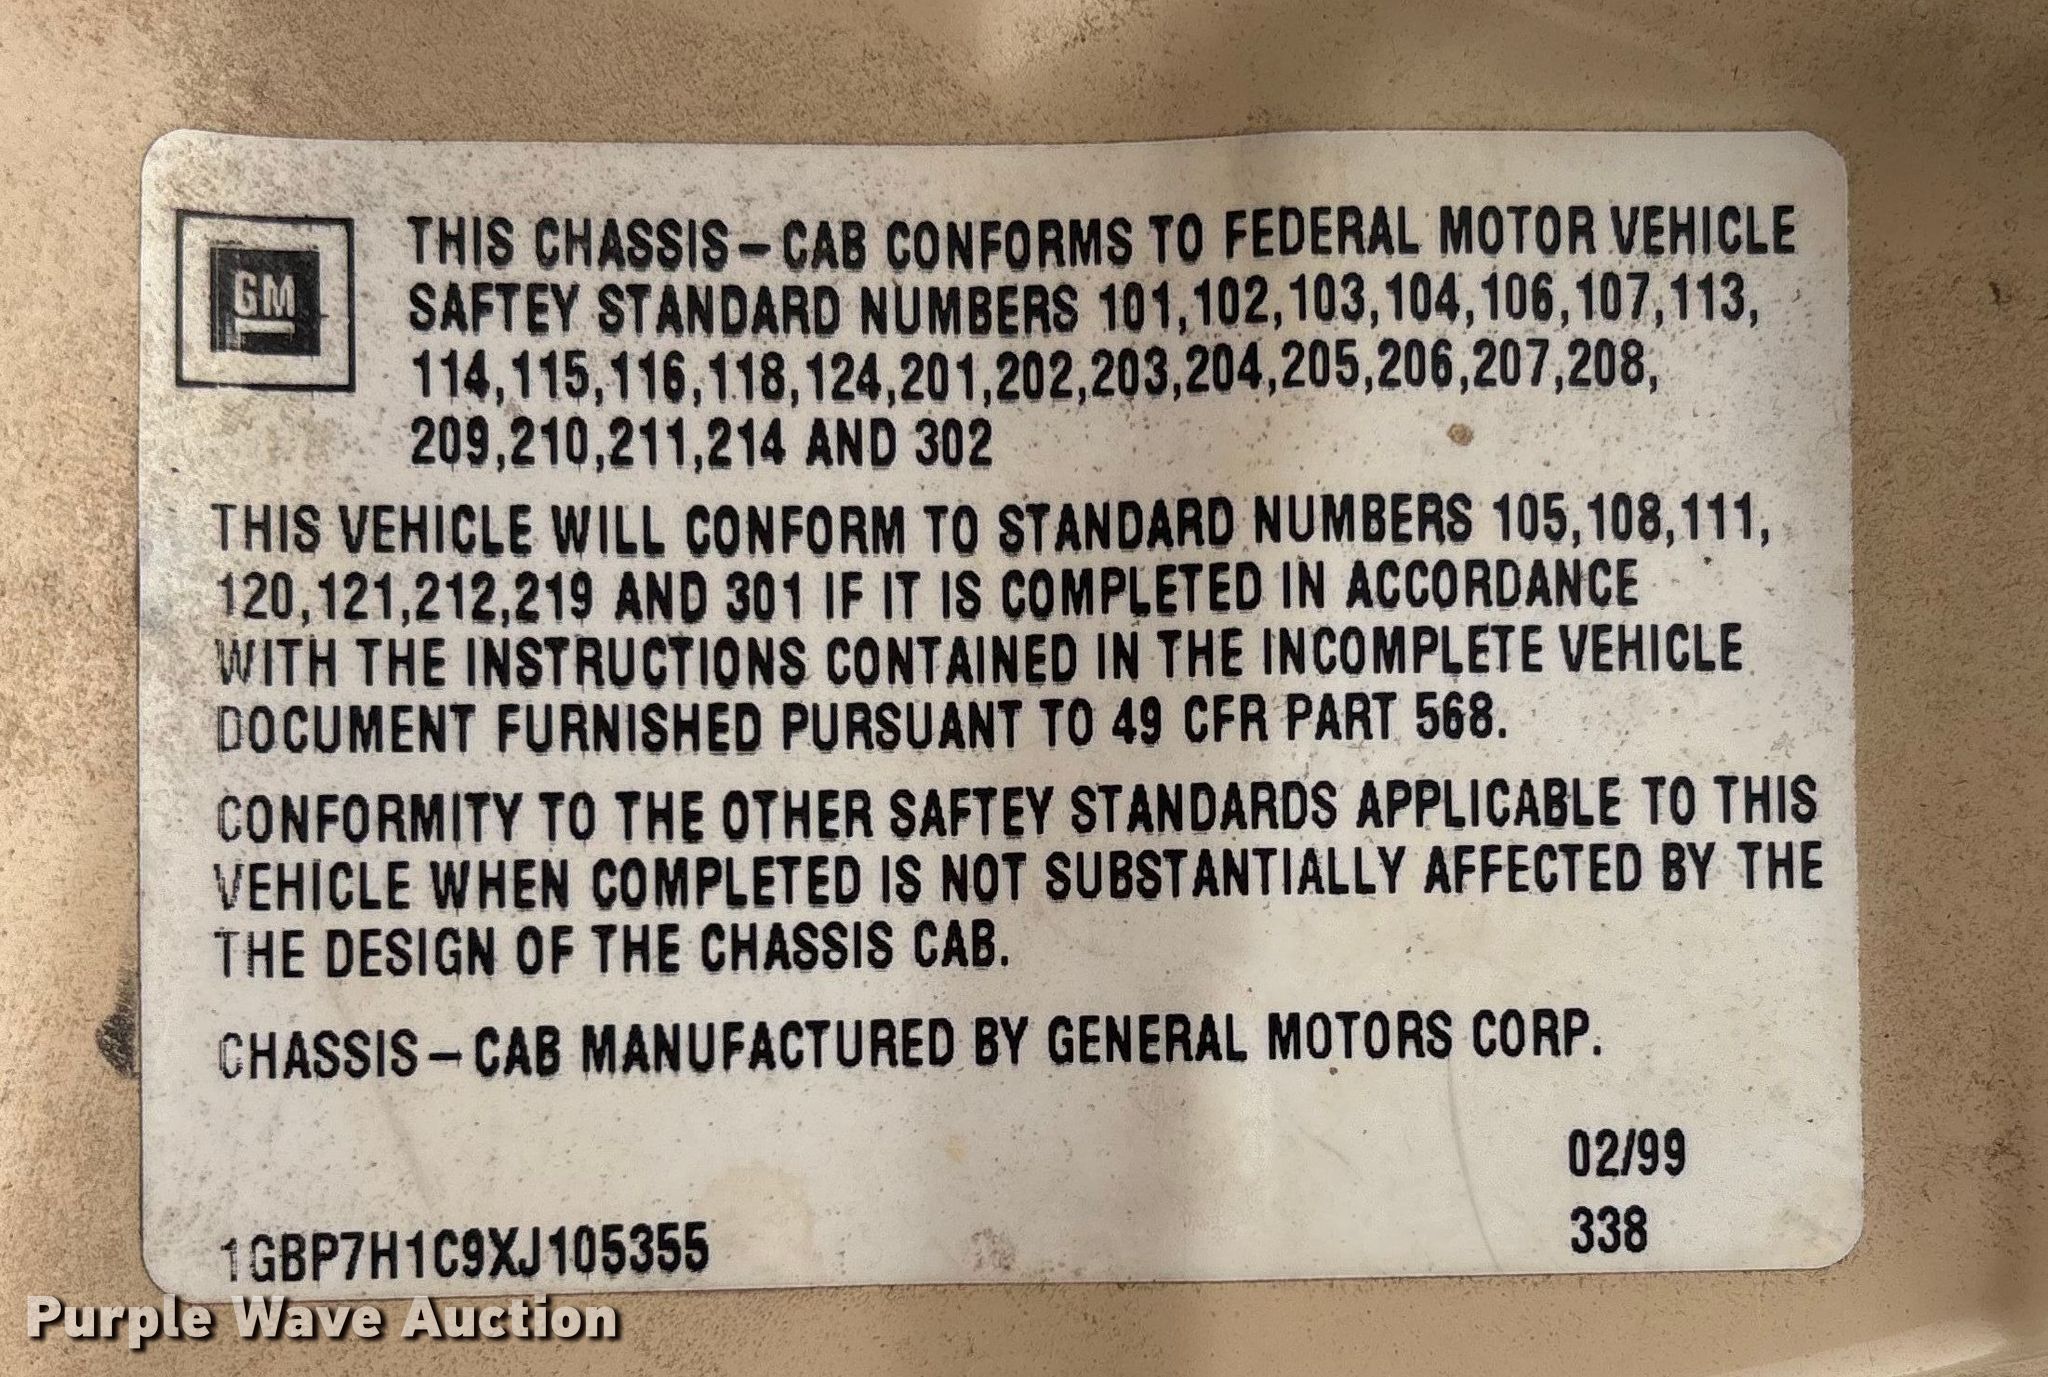 GM
THIS CHASSIS-CAB CONFORMS TO FEDERAL MOTOR VEHICLE
SAFTEY STANDARD NUMBERS 101,102,103,104,106,107,113,
114,115,116,118,124,201,202,203,204,205,206,207,208,
209,210,211,214 AND 302
THIS VEHICLE WILL CONFORM TO STANDARD NUMBERS 105,108,111,
120,121,212,219 AND 301 IF IT IS COMPLETED IN ACCORDANCE
WITH THE INSTRUCTIONS CONTAINED IN THE INCOMPLETE VEHICLE
DOCUMENT FURNISHED PURSUANT TO 49 CFR PART 568.
CONFORMITY TO THE OTHER SAFTEY STANDARDS APPLICABLE TO THIS
VEHICLE WHEN COMPLETED IS NOT SUBSTANTIALLY AFFECTED BY THE
THE DESIGN OF THE CHASSIS CAB.
CHASSIS-CAB MANUFACTURED BY GENERAL MOTORS CORP.
02/99
338
1GBP7H1C9XJ105355
Purple Wave Auction